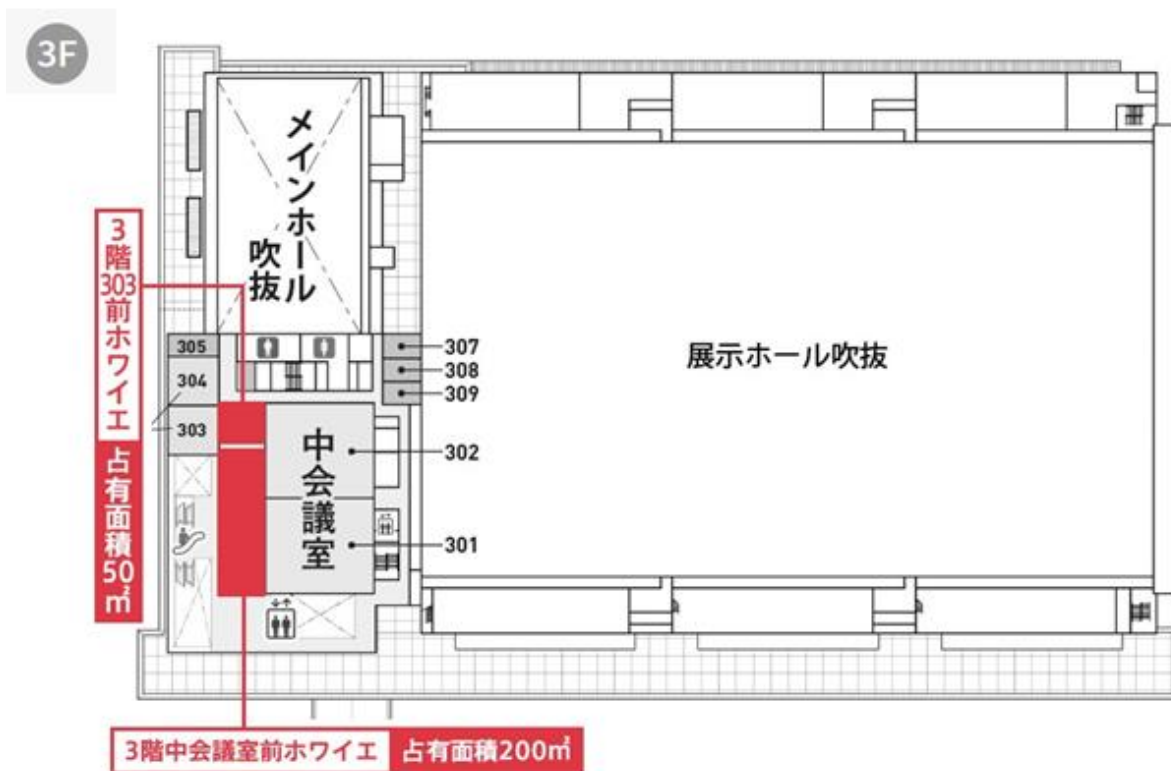 3F
メインホール
吹抜
3階303前ホワイエ
占有面積50㎡
305
304
303
307
308
309
302
301
中会議室
展示ホール吹抜
3階中会議室前ホワイエ 占有面積200㎡